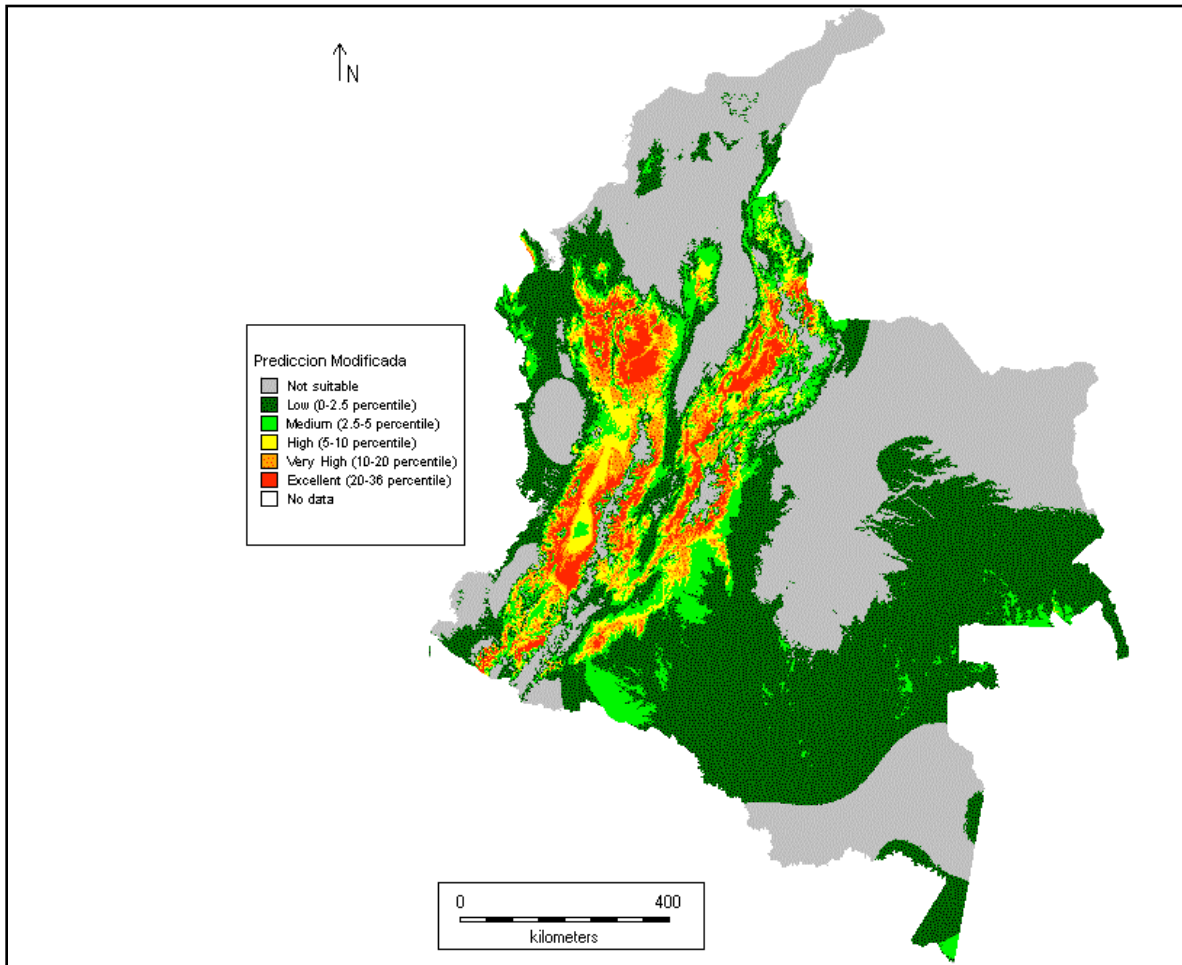 N
Prediccion Modificada
Not suitable
Low (0-2.5 percentile)
Medium (2.5-5 percentile)
High (5-10 percentile)
Very High (10-20 percentile)
Excellent (20-36 percentile)
No data
0 400
kilometers